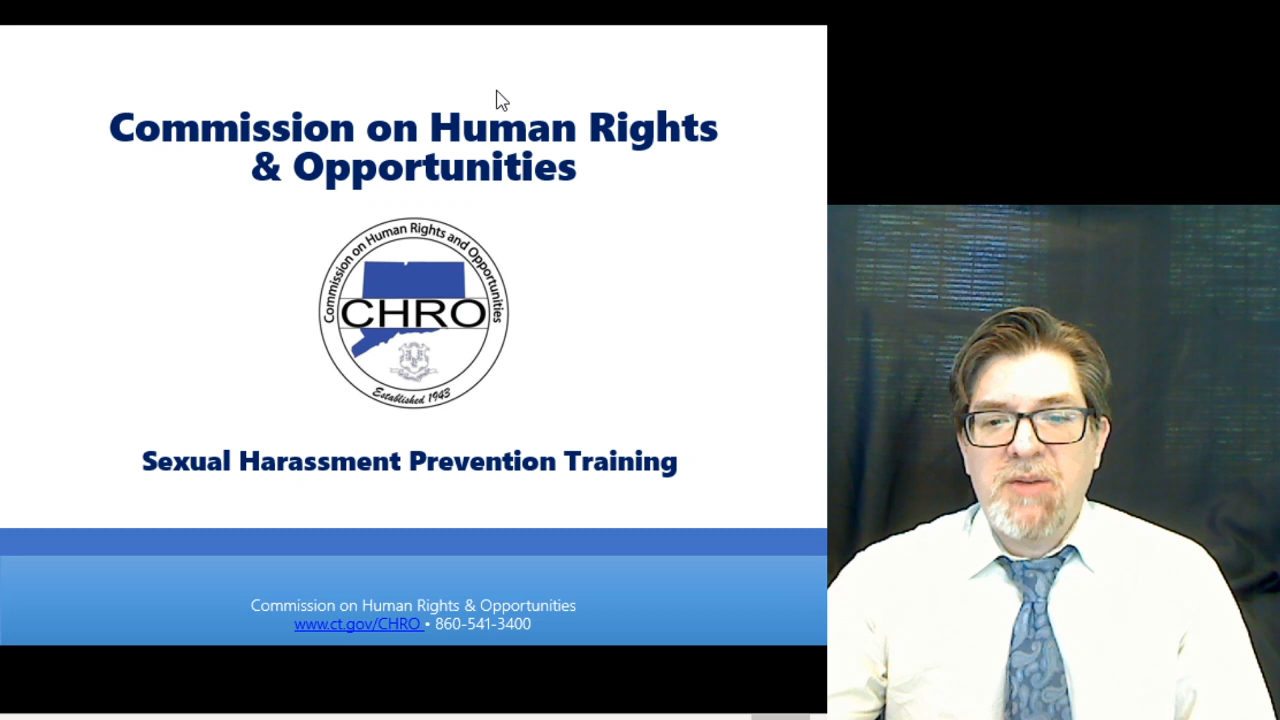 Commission on Human Rights
& Opportunities
Commission on Human Rights and Opportunities
CHRO
Established 1943
Sexual Harassment Prevention Training
Commission on Human Rights & Opportunities
www.ct.gov/CHRO • 860-541-3400